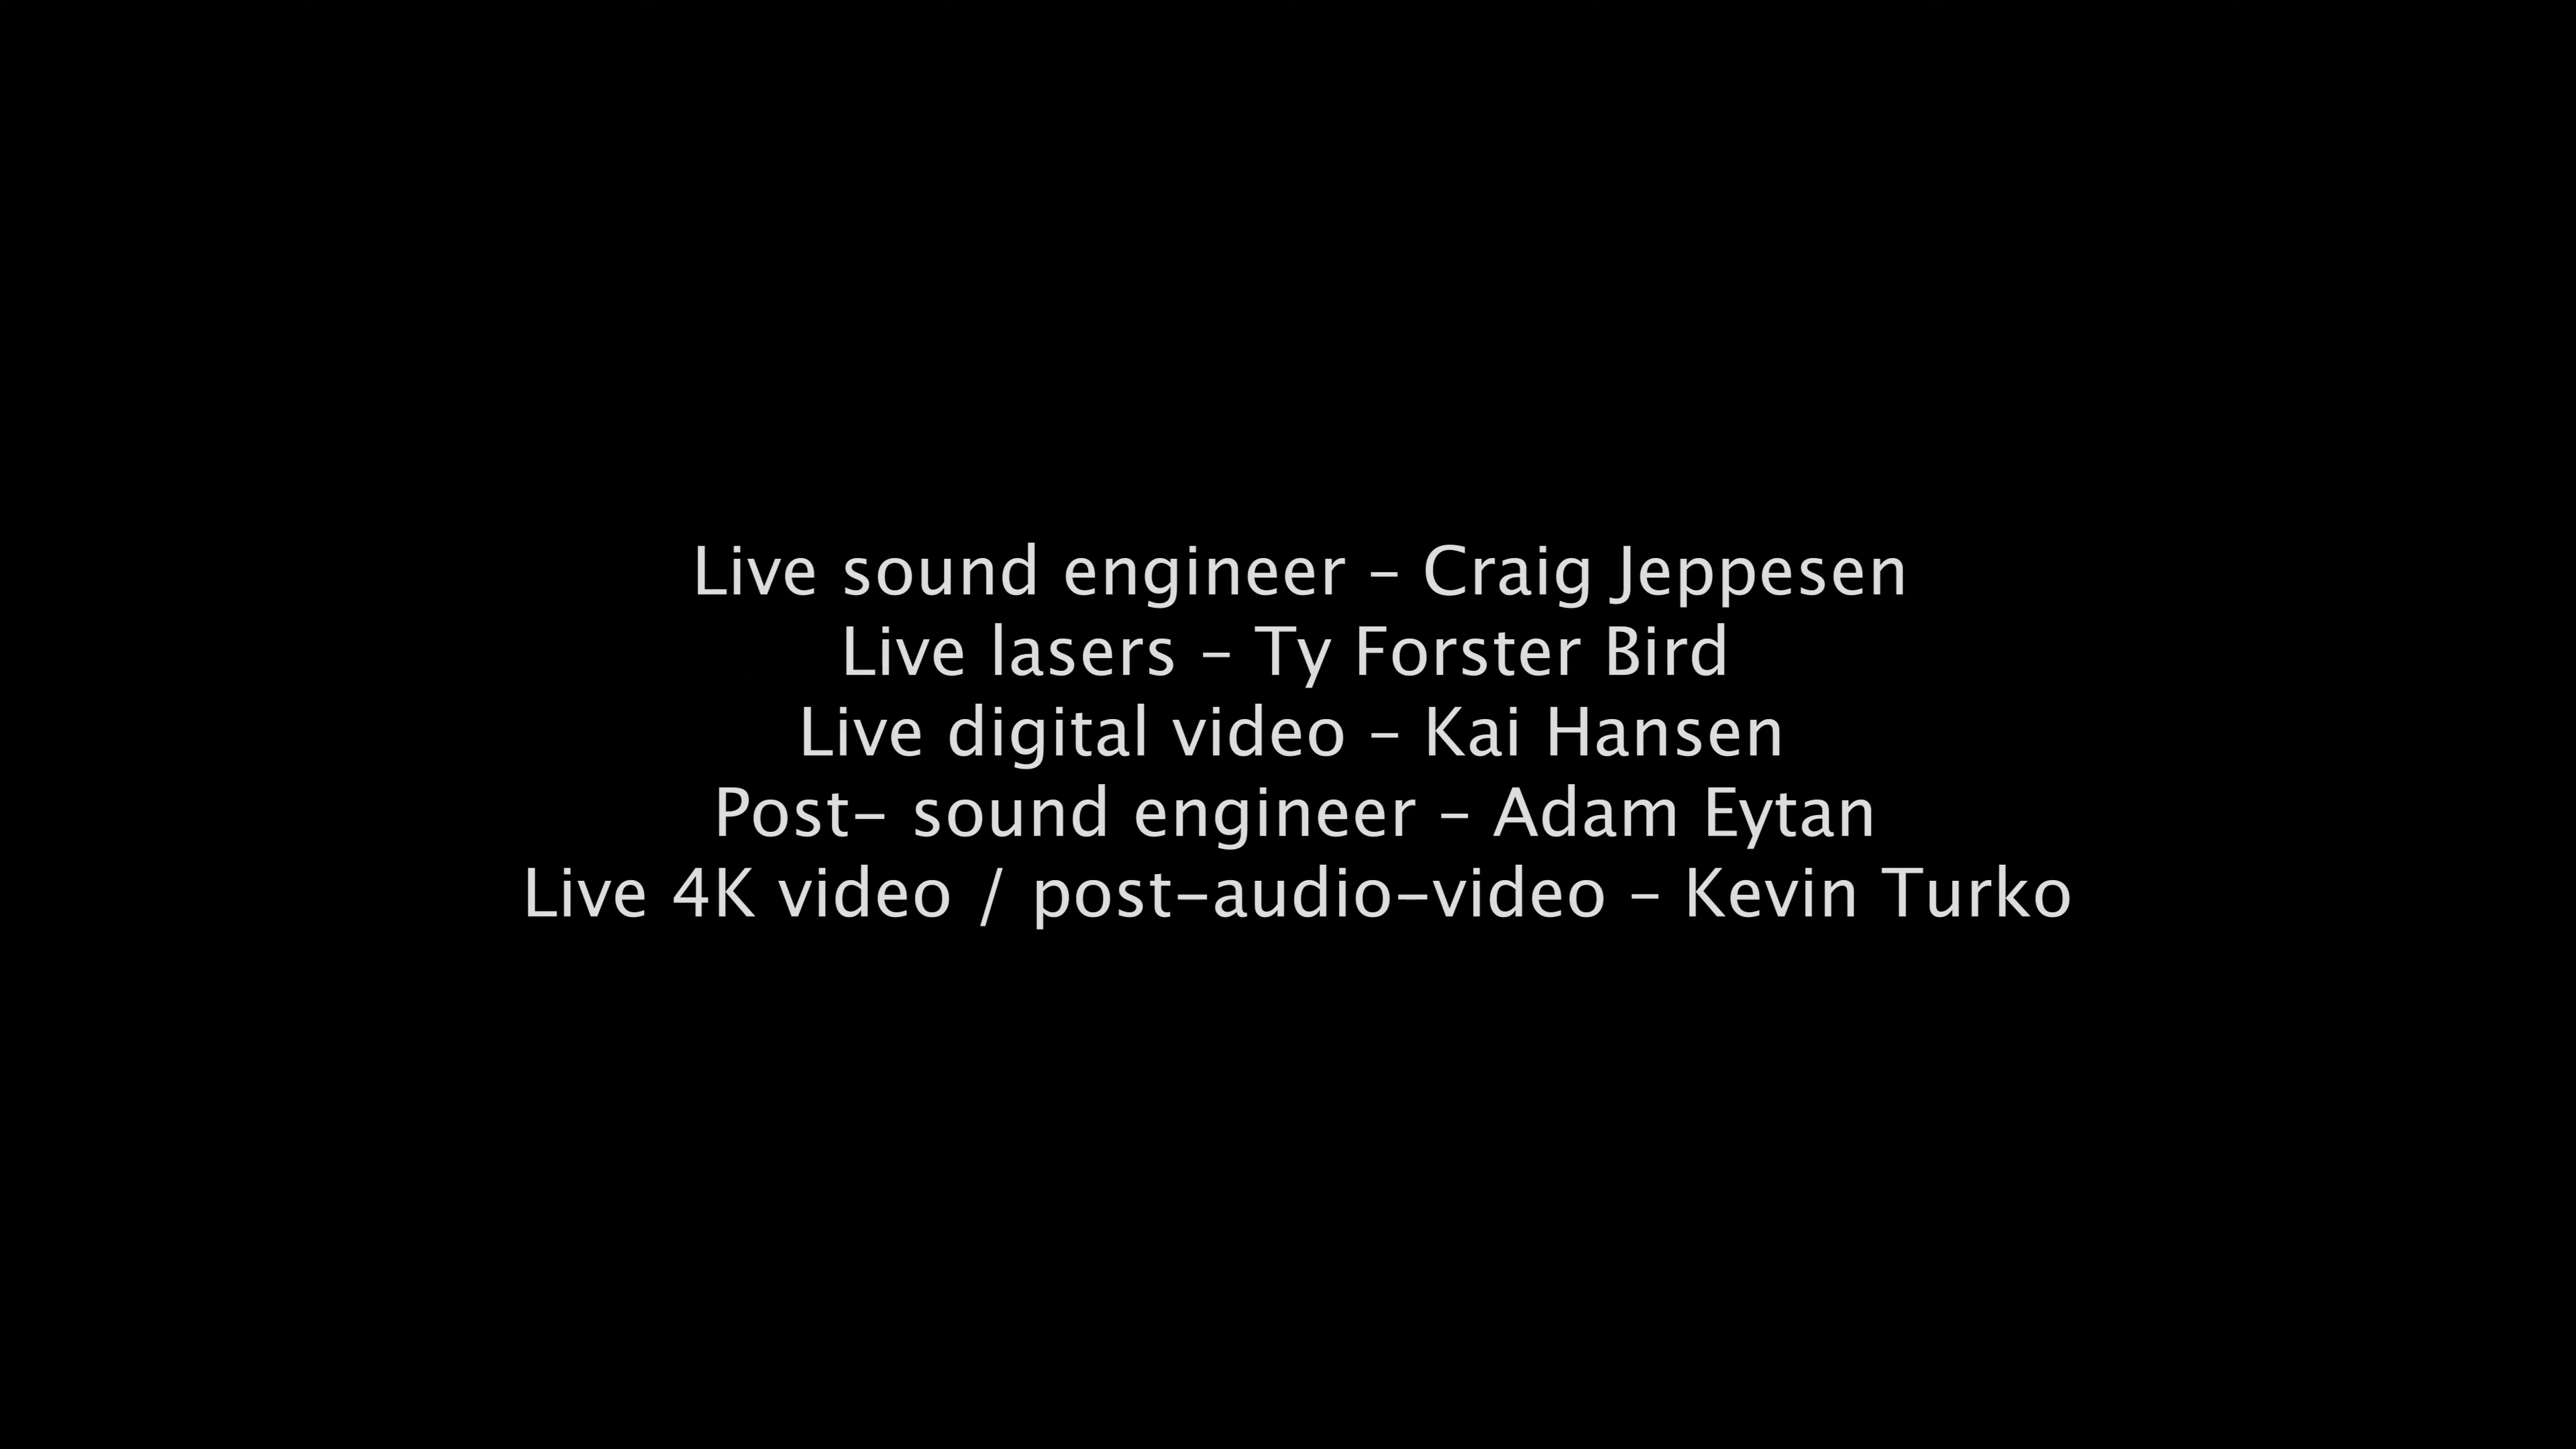 Live sound engineer – Craig Jeppesen
Live lasers – Ty Forster Bird
Live digital video – Kai Hansen
Post- sound engineer – Adam Eytan
Live 4K video / post-audio-video – Kevin Turko